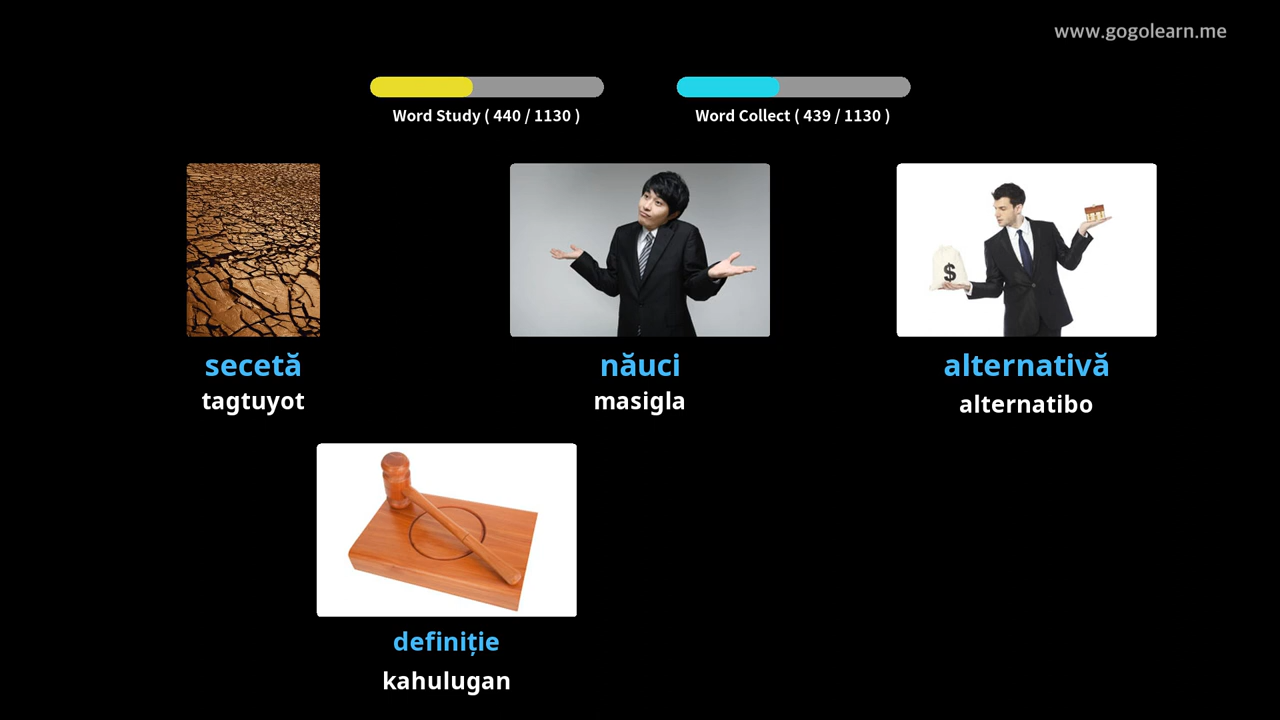 www.gogolearn.me
Word Study ( 440 / 1130 )
Word Collect ( 439 / 1130 )
$
secetă
tagtuyot
năuci
masigla
alternativă
alternatibo
definiție
kahulugan